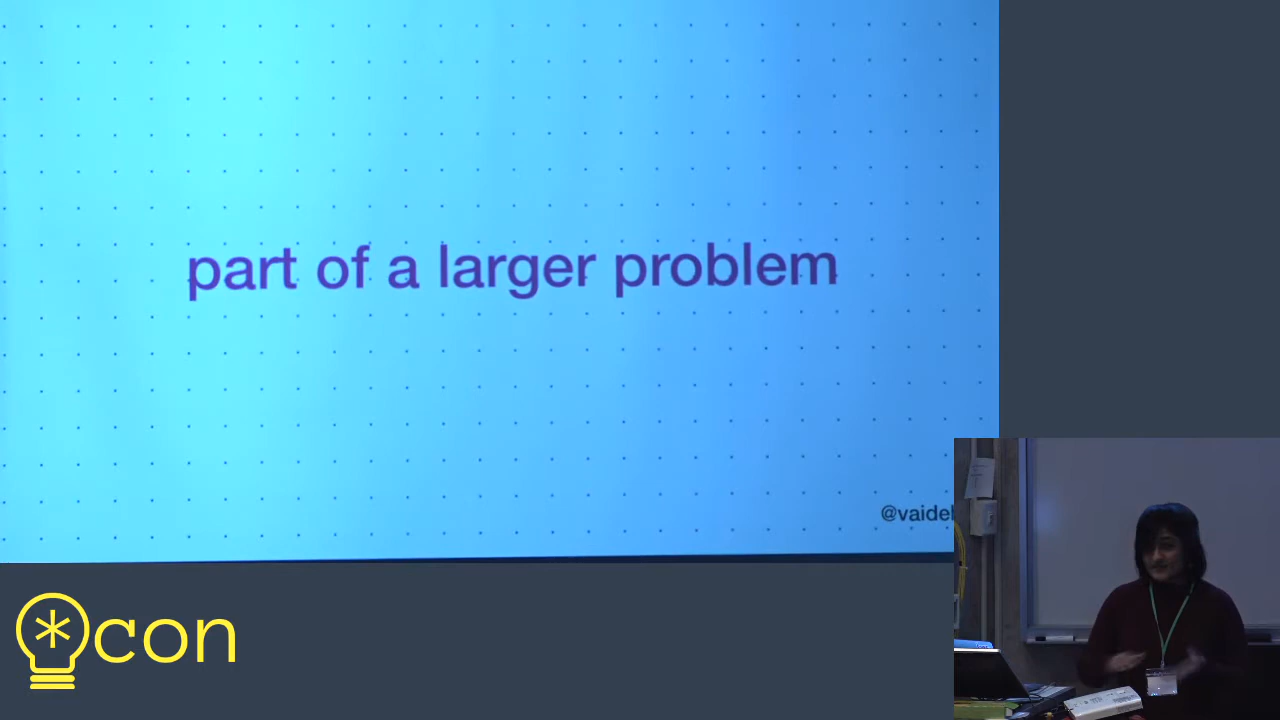 part of a larger problem
@vaide
*con